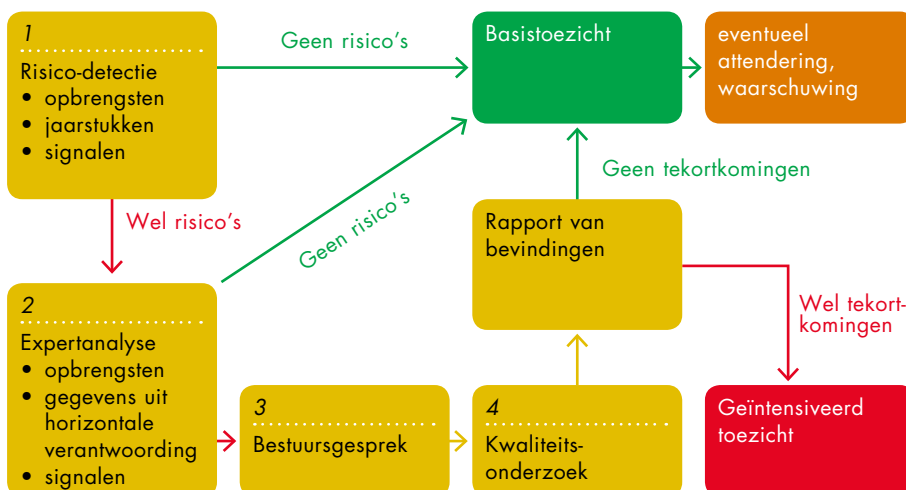 1
Risico-detectie
• opbrengsten
• jaarstukken
• signalen
Geen risico's
Basistoezicht
eventueel
attendering,
waarschuwing
Wel risico's
Geen risico's
Geen tekortkomingen
Rapport van
bevindingen
Wel tekort-
komingen
2
Expertanalyse
• opbrengsten
• gegevens uit
horizontale
verantwoording
• signalen
3
Bestuursgesprek
4
Kwaliteits-
onderzoek
Geïntensiveerd
toezicht